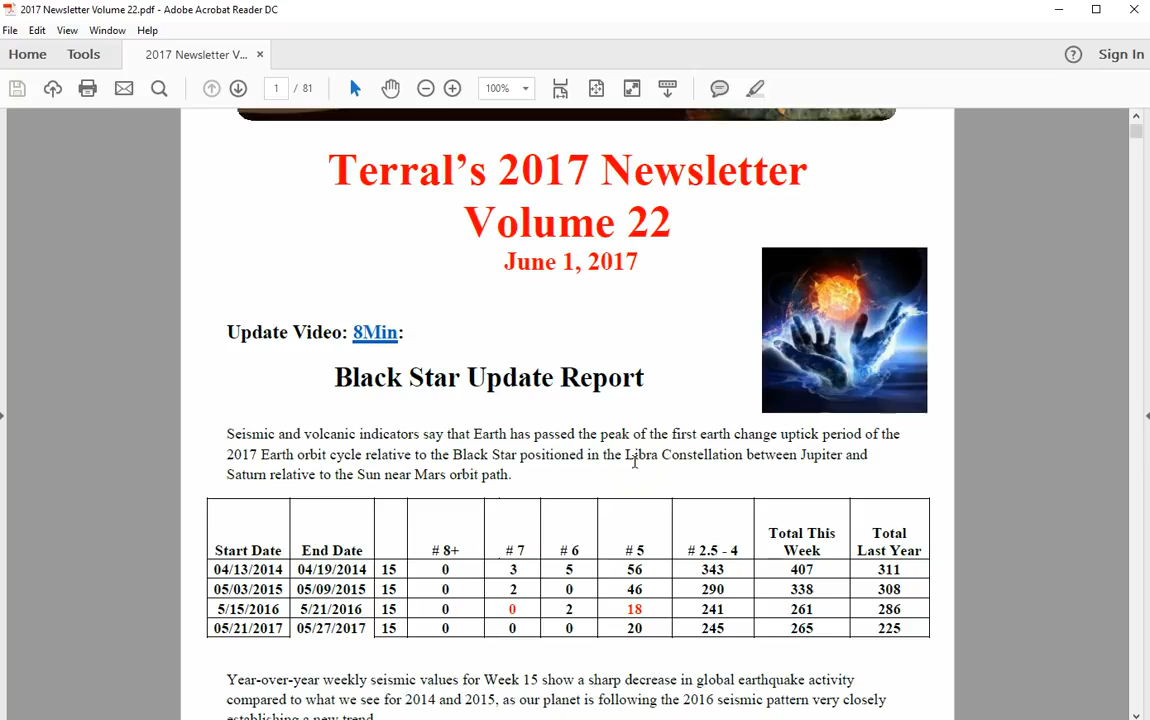 2017 Newsletter Volume 22.pdf - Adobe Acrobat Reader DC
File Edit View Window Help
Home Tools 2017 Newsletter V... × ? Sign In
1 / 81 100%
Terral's 2017 Newsletter
Volume 22
June 1, 2017
Update Video: 8Min:
Black Star Update Report
Seismic and volcanic indicators say that Earth has passed the peak of the first earth change uptick period of the
2017 Earth orbit cycle relative to the Black Star positioned in the Libra Constellation between Jupiter and
Saturn relative to the Sun near Mars orbit path.
Total This Total
Start Date End Date # 8+ # 7 # 6 # 5 # 2.5 - 4 Week Last Year
04/13/2014 04/19/2014 15 0 3 5 56 343 407 311
05/03/2015 05/09/2015 15 0 2 0 46 290 338 308
5/15/2016 5/21/2016 15 0 0 2 18 241 261 286
05/21/2017 05/27/2017 15 0 0 0 20 245 265 225
Year-over-year weekly seismic values for Week 15 show a sharp decrease in global earthquake activity
compared to what we see for 2014 and 2015, as our planet is following the 2016 seismic pattern very closely
establishing a new trend.